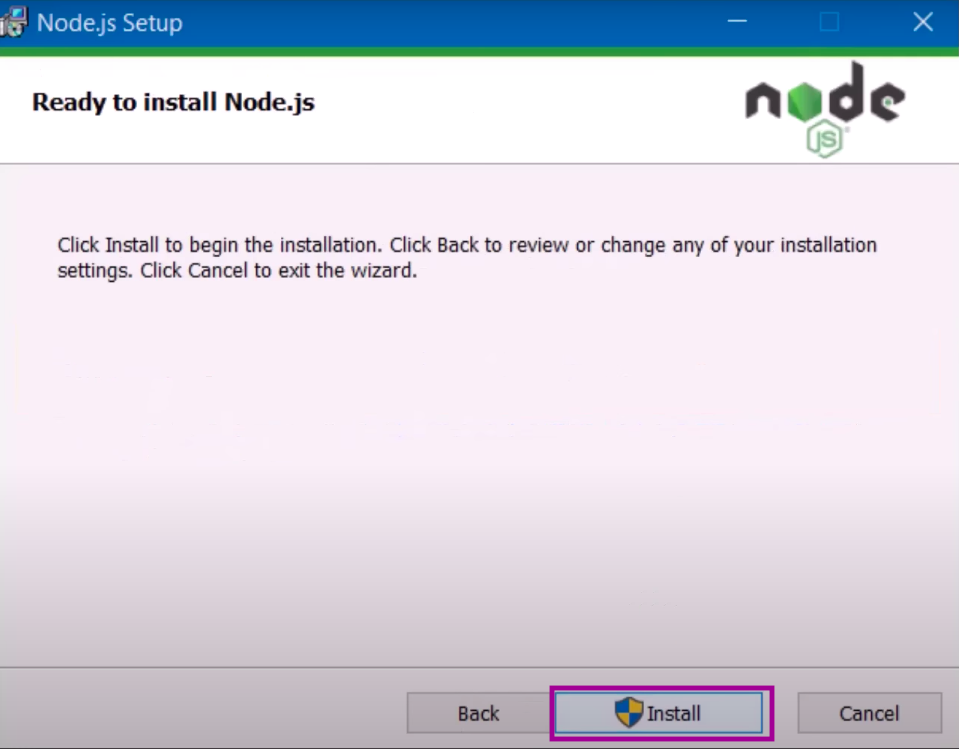 Node.js Setup
Ready to install Node.js
node
JS
Click Install to begin the installation. Click Back to review or change any of your installation
settings. Click Cancel to exit the wizard.
Back
Install
Cancel